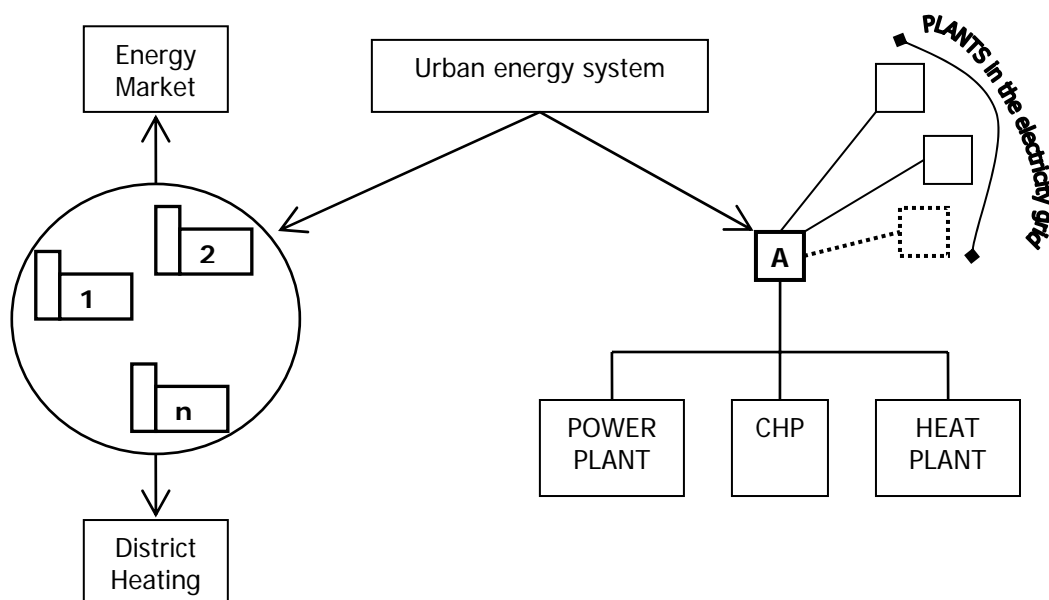 Energy
Market
Urban energy system
PLANTS in the electricity grid
2
1
n
A
POWER
PLANT
CHP
HEAT
PLANT
District
Heating